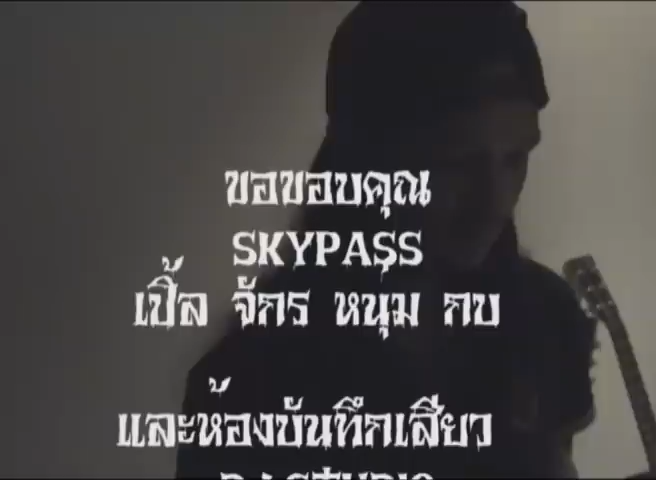 ขอขอบคุณ
SKYPASS
เปิ้ล จักร หนุม กบ
และห้องบันทึกเสียว